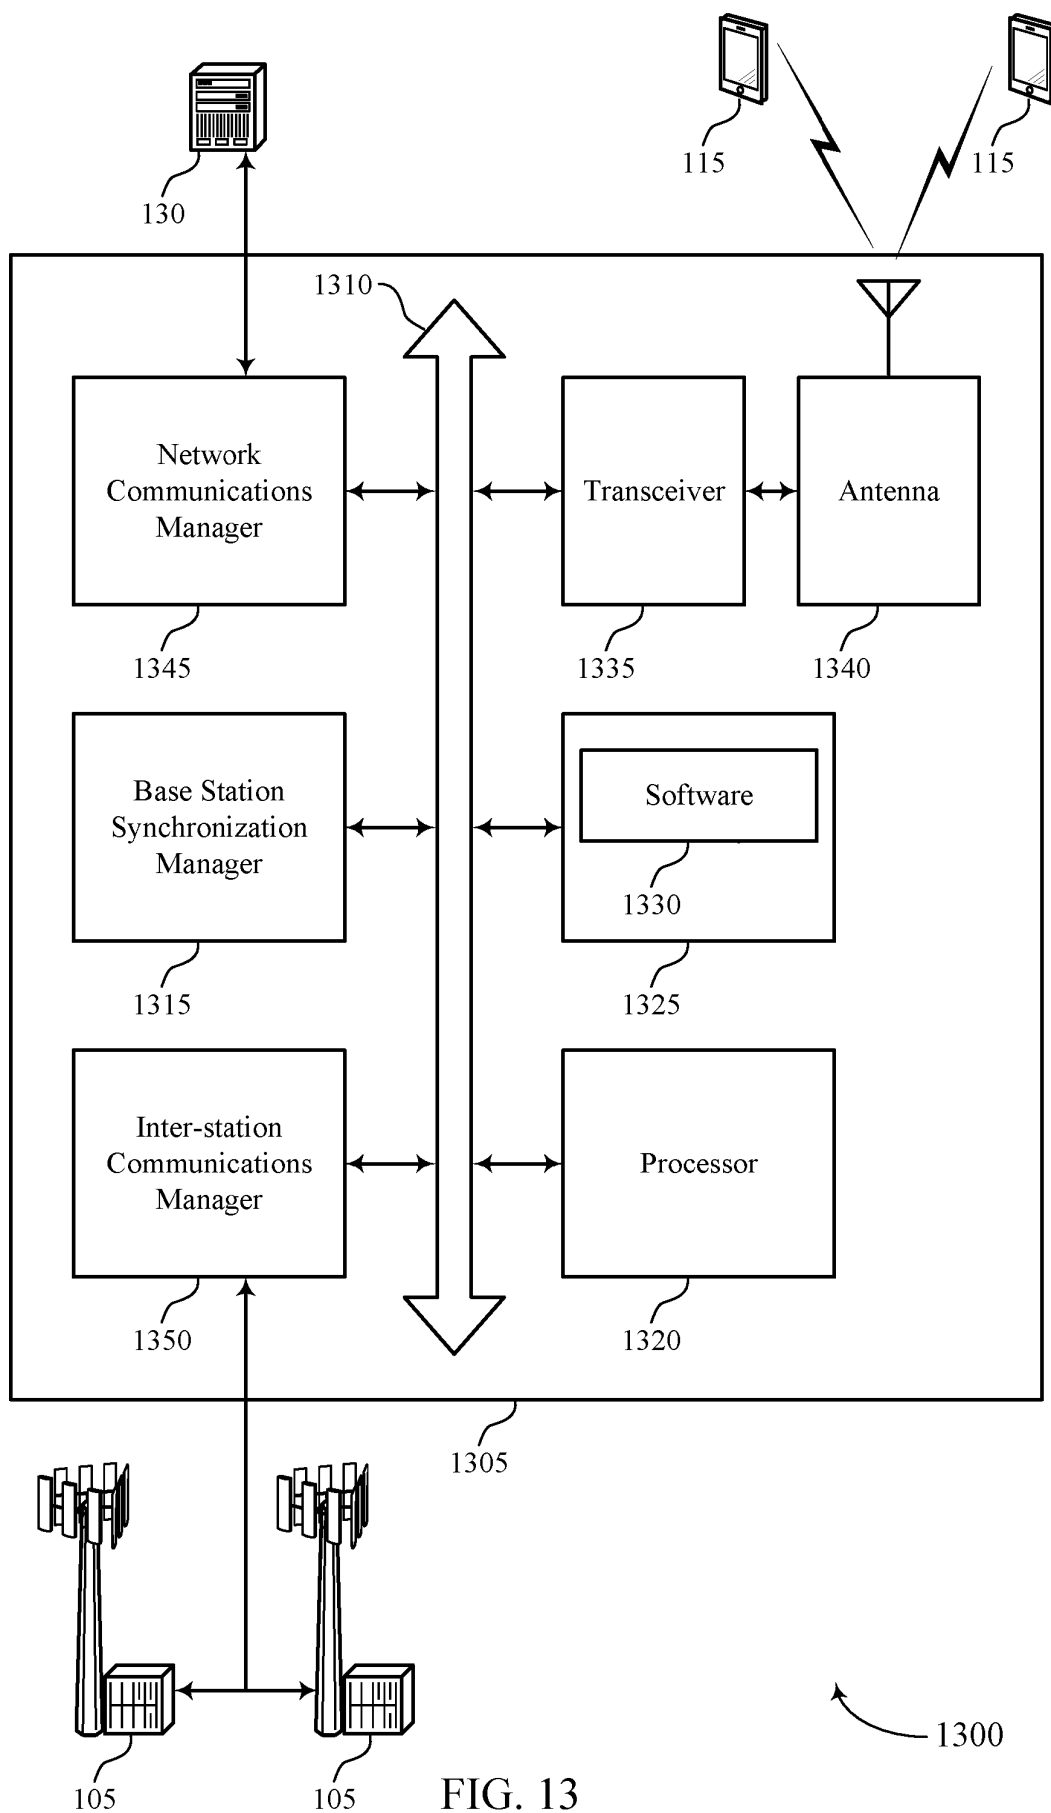 115
115
130
1310
Network
Communications
Manager
Transceiver
Antenna
1345
1335
1340
Base Station
Synchronization
Manager
Software
1330
1315
1325
Inter-station
Communications
Manager
Processor
1350
1320
1305
1300
105
105
FIG. 13